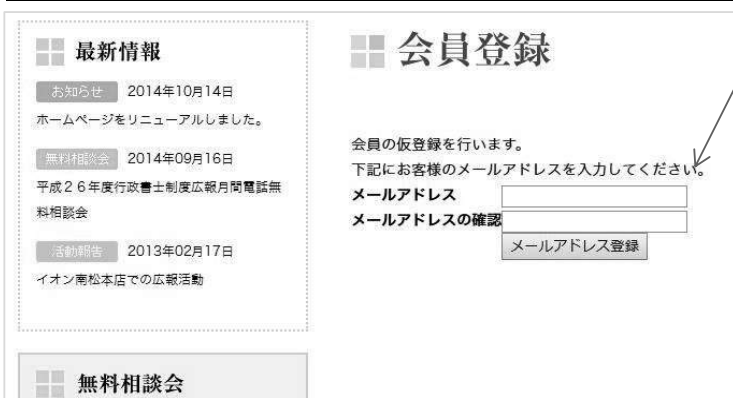 最新情報
お知らせ 2014年10月14日
ホームページをリニューアルしました。
無料相談会 2014年09月16日
平成２６年度行政書士制度広報月間電話無
料相談会
活動報告 2013年02月17日
イオン南松本店での広報活動
無料相談会
会員登録
会員の仮登録を行います。
下記にお客様のメールアドレスを入力してください。
メールアドレス
メールアドレスの確認
メールアドレス登録